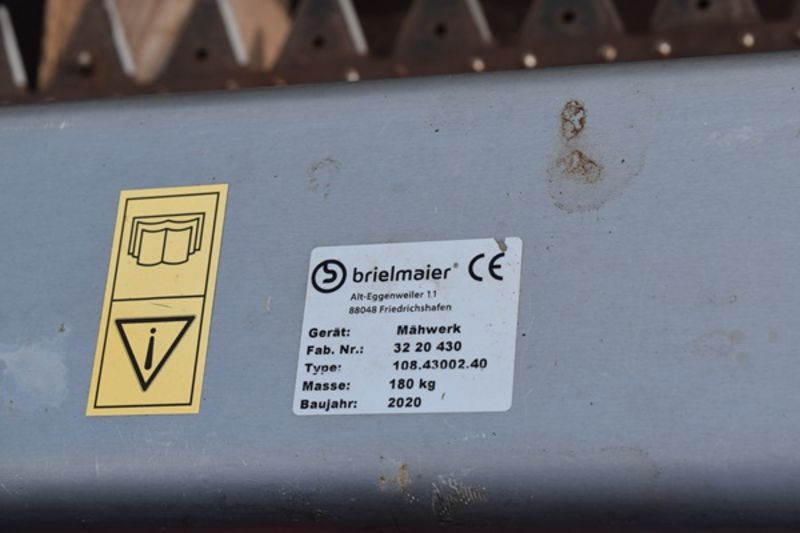 brielmaier® CE
Alt-Eggenweiler 11
88048 Friedrichshafen
Gerät: Mähwerk
Fab. Nr.: 32 20 430
Type: 108.43002.40
Masse: 180 kg
Baujahr: 2020
i